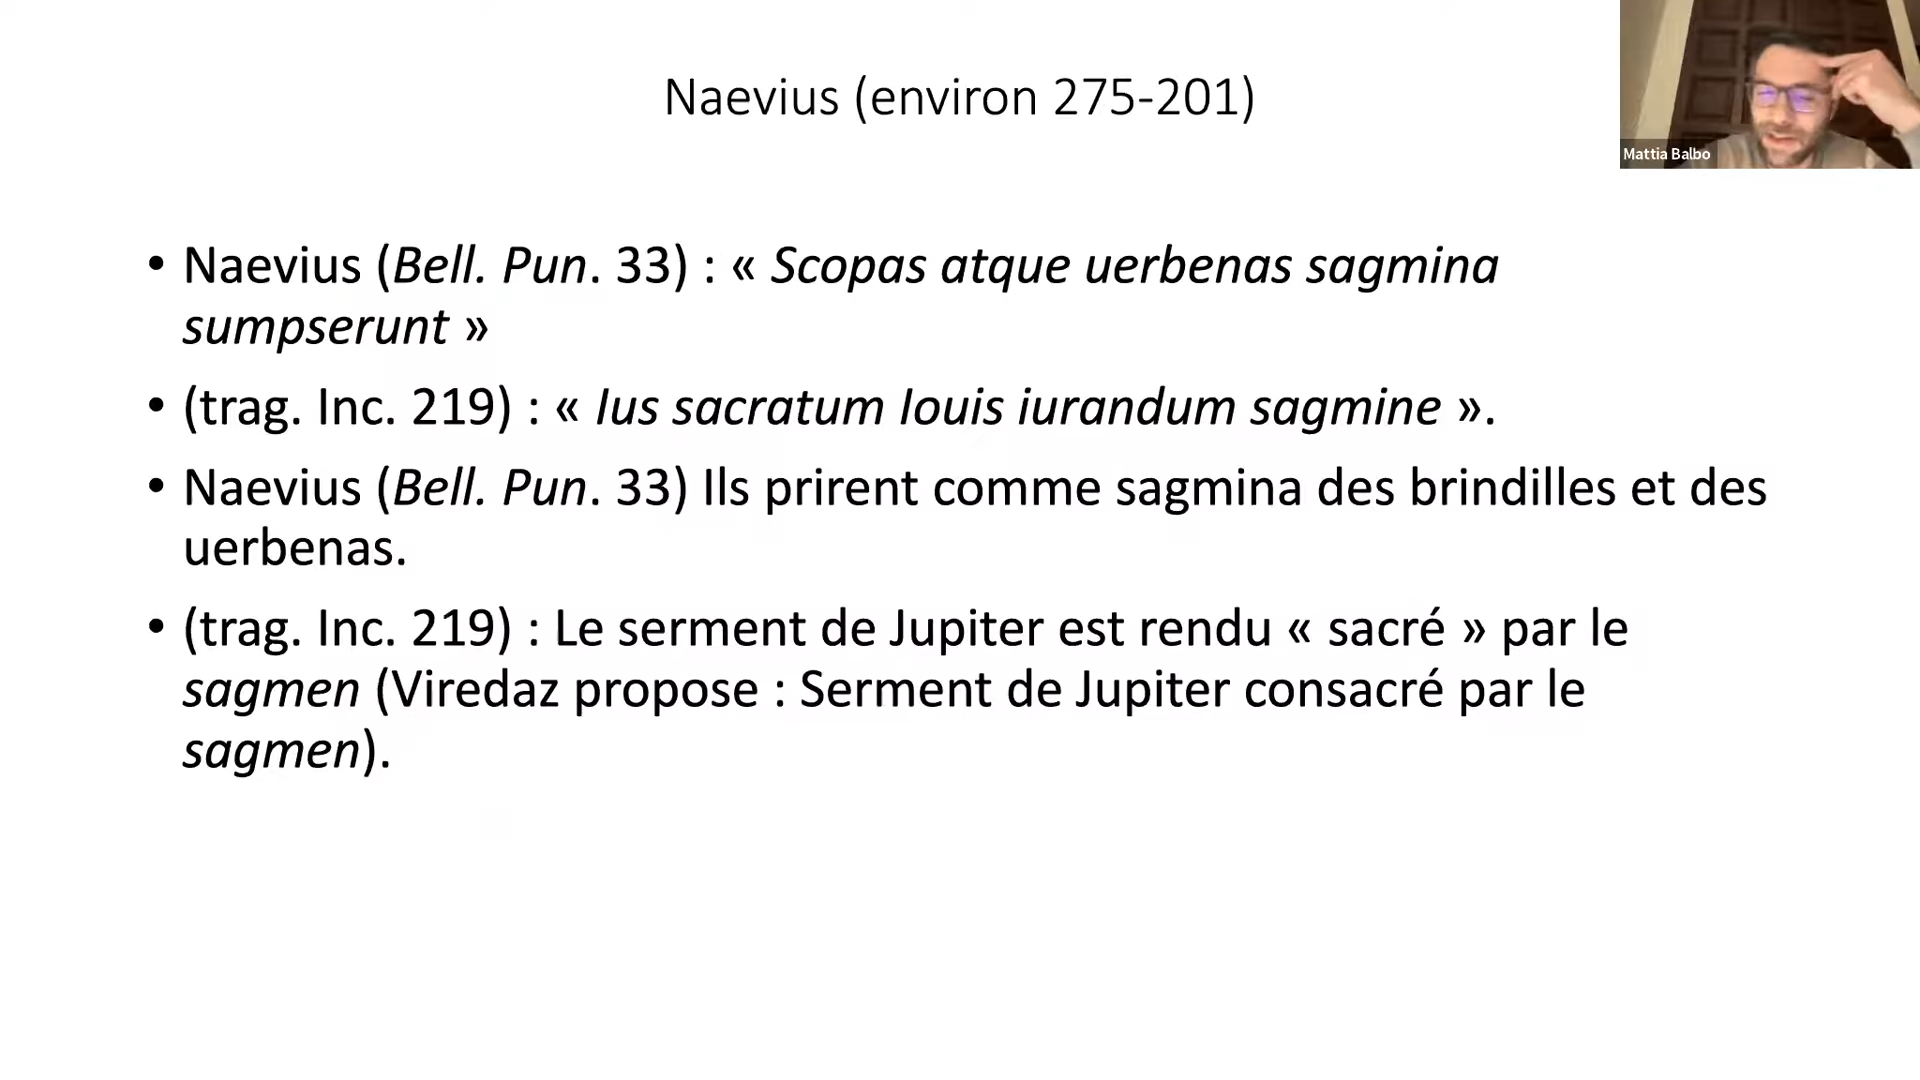 Naevius (environ 275-201)
Mattia Balbo
• Naevius (Bell. Pun. 33) : « Scopas atque uerbenas sagmina
sumpserunt »
• (trag. Inc. 219) : « Ius sacratum Iouis iurandum sagmine ».
• Naevius (Bell. Pun. 33) Ils prirent comme sagmina des brindilles et des
uerbenas.
• (trag. Inc. 219) : Le serment de Jupiter est rendu « sacré » par le
sagmen (Viredaz propose : Serment de Jupiter consacré par le
sagmen).